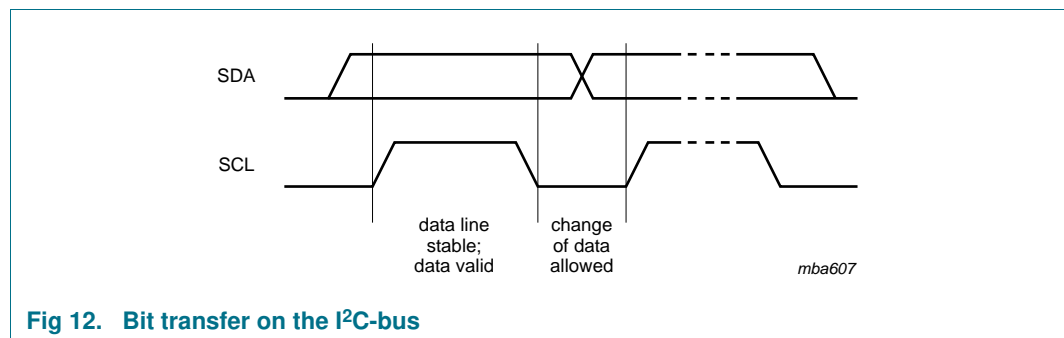 SDA
SCL
data line
stable;
data valid
change
of data
allowed
mba607
Fig 12. Bit transfer on the I²C-bus